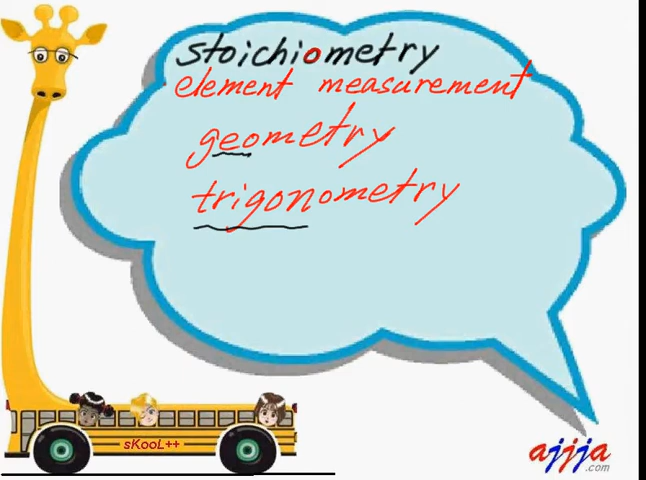 stoichiometry
element measurement
geometry
trigonometry
sKooL++
ajjja
.com